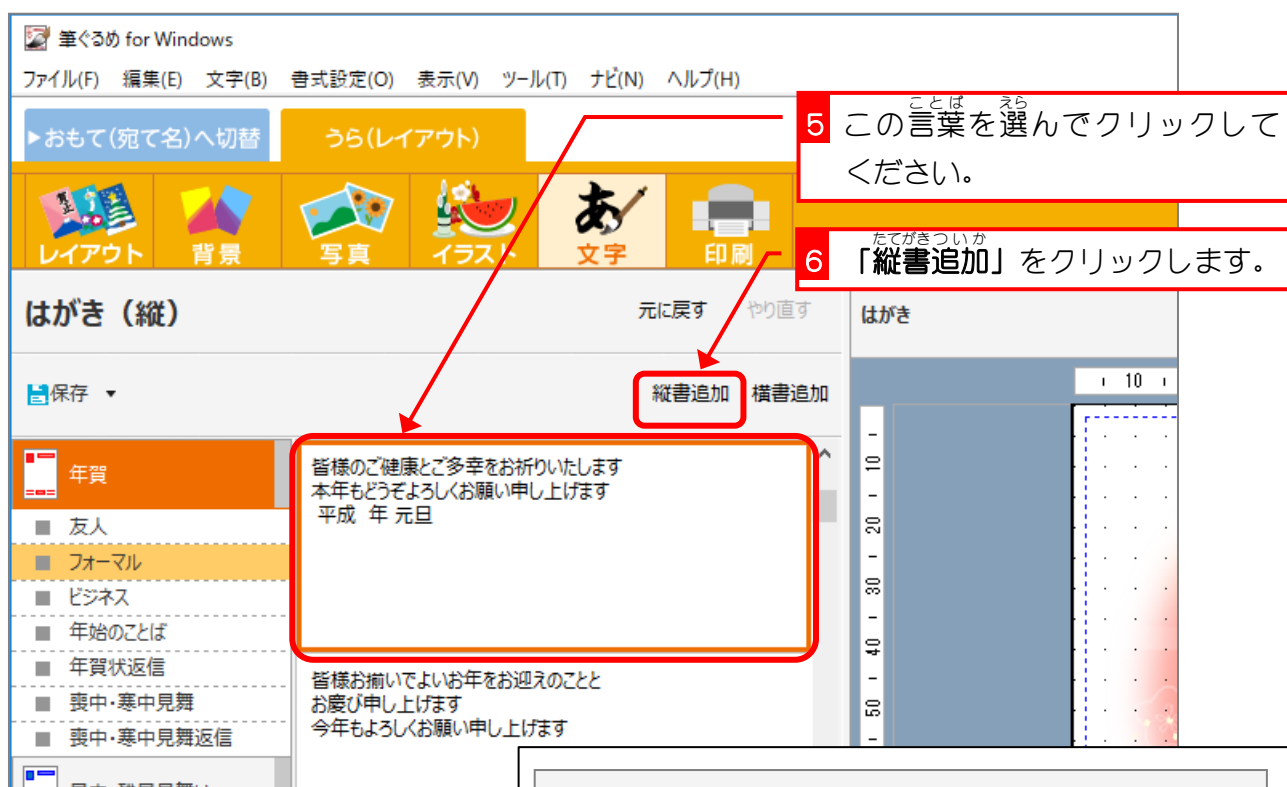 筆ぐるめ for Windows
ファイル(F) 編集(E) 文字(B) 書式設定(O) 表示(V) ツール(T) ナビ(N) ヘルプ(H)
▶おもて(宛て名)へ切替 うら(レイアウト)
レイアウト 背景 写真 イラスト 文字 印刷
ことば えら
5 この言葉を選んでクリックして
ください。
たてがきついか
6 「縦書追加」をクリックします。
はがき（縦） 元に戻す やり直す
はがき
保存 ▼ 縦書追加 横書追加
10
年賀
友人
フォーマル
ビジネス
年始のことば
年賀状返信
喪中・寒中見舞
喪中・寒中見舞返信
皆様のご健康とご多幸をお祈りいたします
本年もどうぞよろしくお願い申し上げます
平成 年 元旦
皆様お揃いでよいお年をお迎えのことと
お慶び申し上げます
今年もよろしくお願い申し上げます
10
20
30
40
50